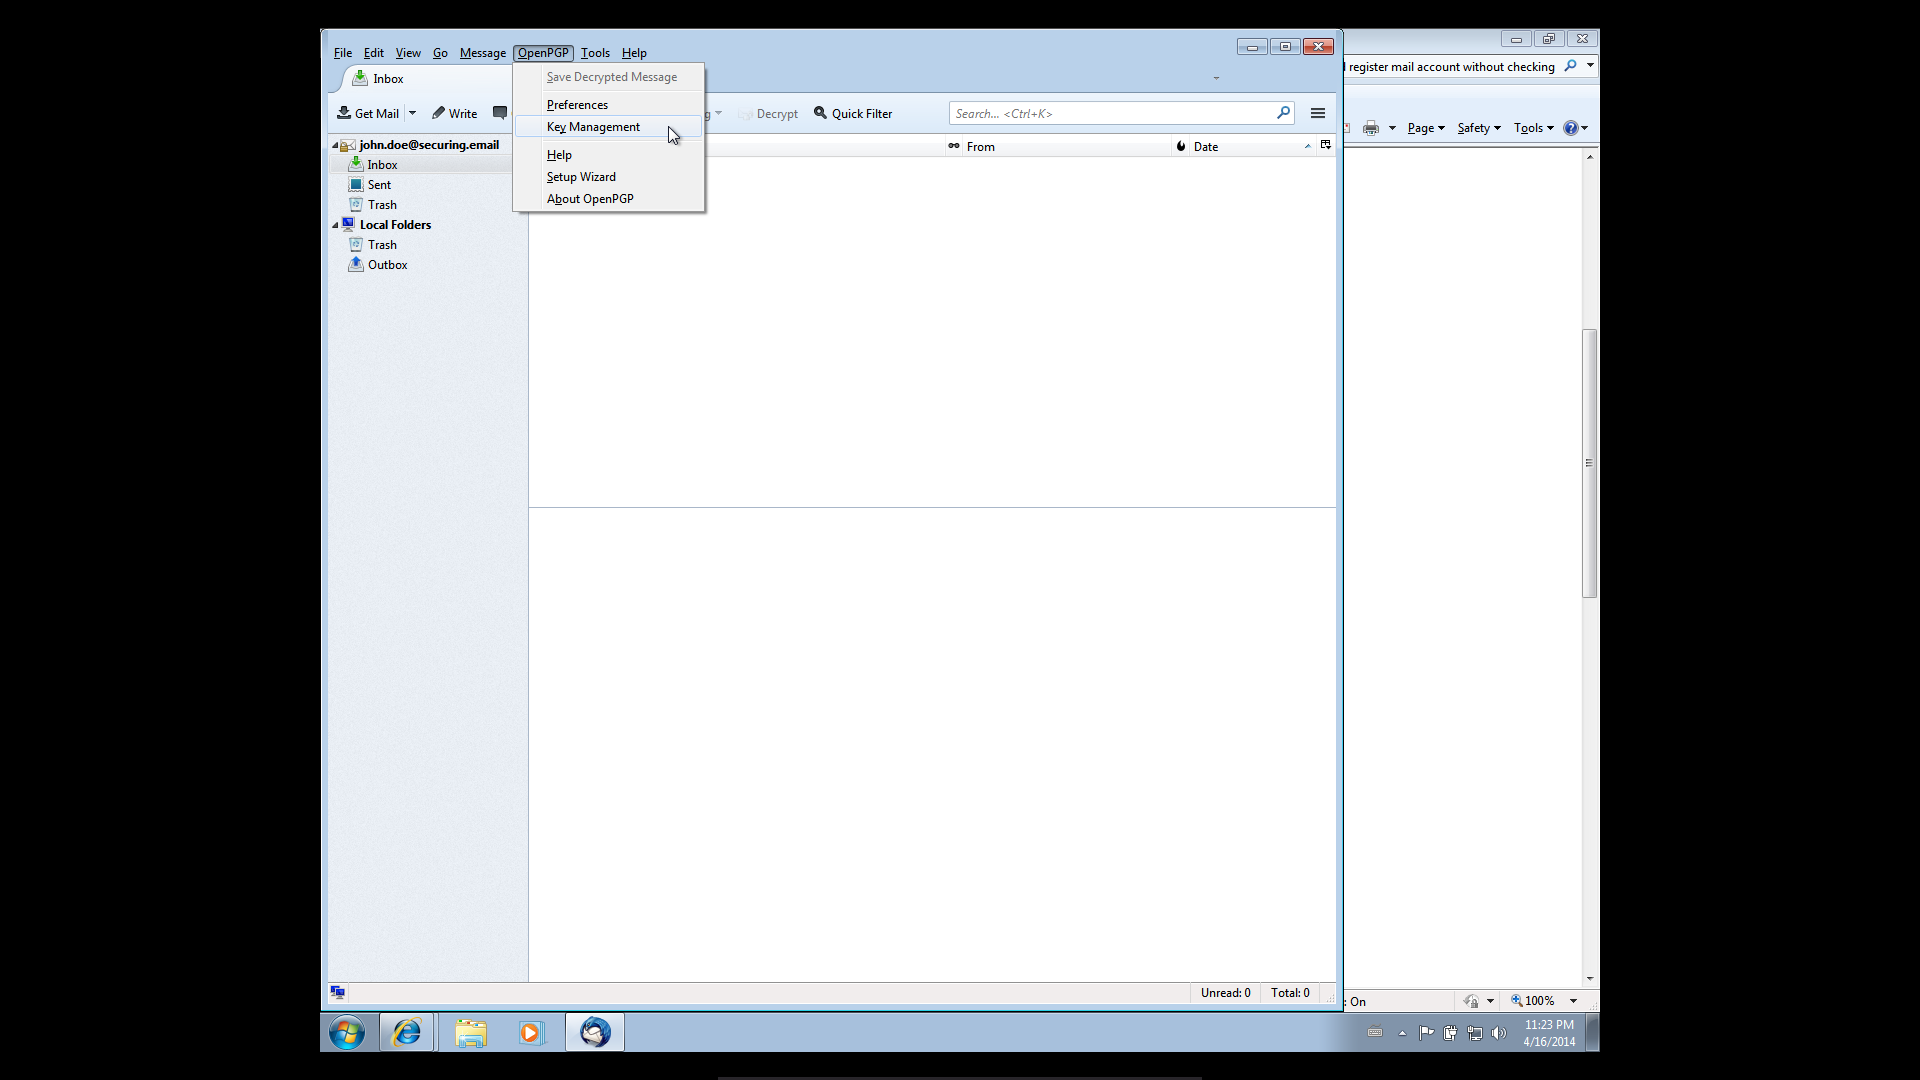 File Edit View Go Message OpenPGP Tools Help
Inbox
register mail account without checking
Save Decrypted Message
Preferences
Key Management
Help
Setup Wizard
About OpenPGP
Get Mail Write Decrypt Quick Filter Search... <Ctrl+K>
Page Safety Tools
From Date
john.doe@securing.email
Inbox
Sent
Trash
Local Folders
Trash
Outbox
Unread: 0 Total: 0
: On 100%
11:23 PM
4/16/2014